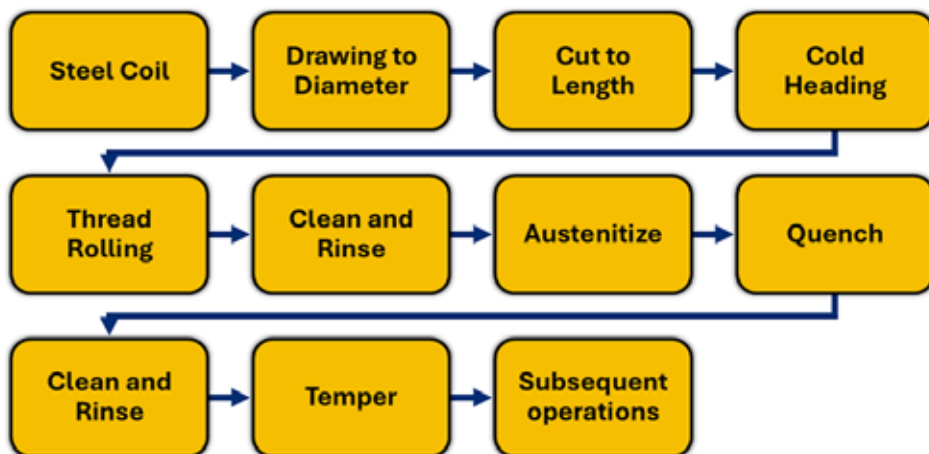 Steel Coil
Drawing to
Diameter
Cut to
Length
Cold
Heading
Thread
Rolling
Clean and
Rinse
Austenitize
Quench
Clean and
Rinse
Temper
Subsequent
operations